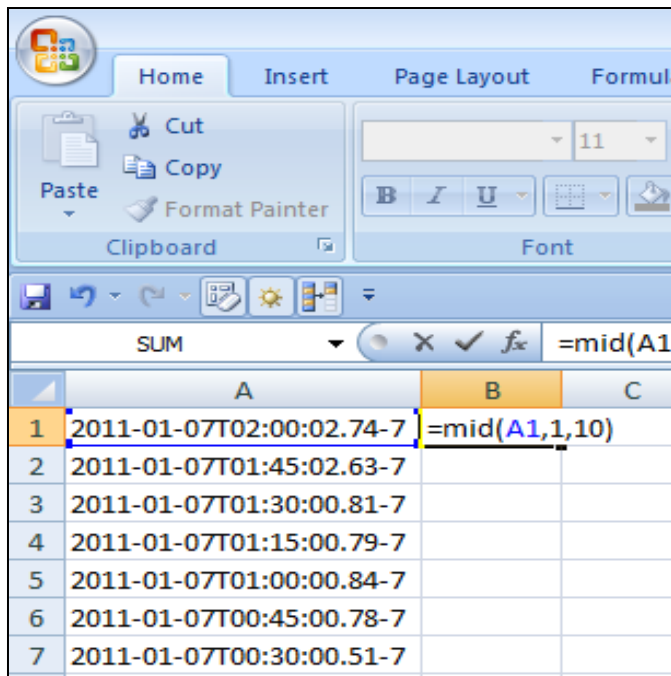 Home Insert Page Layout Formul
Cut
Copy
Paste
Format Painter
11
B I U
Clipboard Font
SUM fx =mid(A1
A B C
1 2011-01-07T02:00:02.74-7 =mid(A1,1,10)
2 2011-01-07T01:45:02.63-7
3 2011-01-07T01:30:00.81-7
4 2011-01-07T01:15:00.79-7
5 2011-01-07T01:00:00.84-7
6 2011-01-07T00:45:00.78-7
7 2011-01-07T00:30:00.51-7